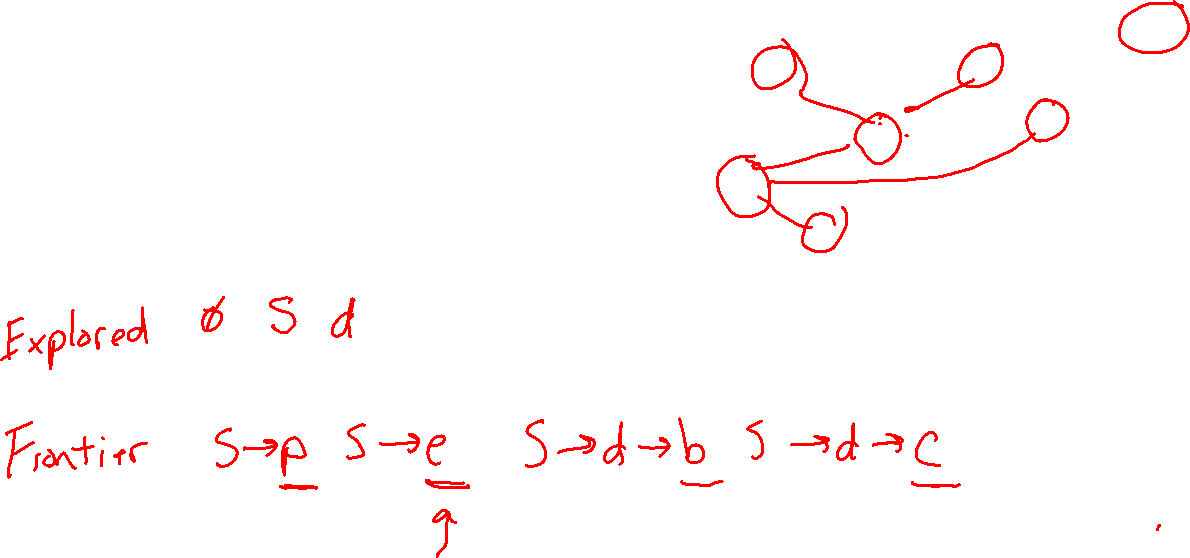 Explored ø S d
Frontier S→p S→e S→d→b S→d→c